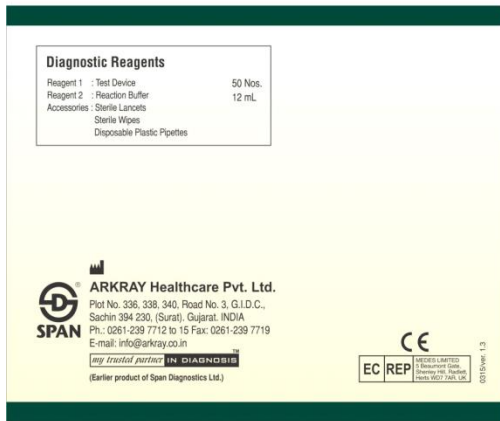 Diagnostic Reagents
Reagent 1 : Test Device 50 Nos.
Reagent 2 : Reaction Buffer 12 mL
Accessories : Sterile Lancets
Sterile Wipes
Disposable Plastic Pipettes
®
SPAN
ARKRAY Healthcare Pvt. Ltd.
Plot No. 336, 338, 340, Road No. 3, G.I.D.C.,
Sachin 394 230, (Surat). Gujarat. INDIA
Ph.: 0261-239 7712 to 15 Fax: 0261-239 7719
E-mail: info@arkray.co.in
my trusted partner IN DIAGNOSIS TM
(Earlier product of Span Diagnostics Ltd.)
CE
EC REP
MEDES LIMITED
5 Beaumont Gate,
Shenley Hill, Radlett,
Herts WD7 7AR. UK
0315/ver. 1.3